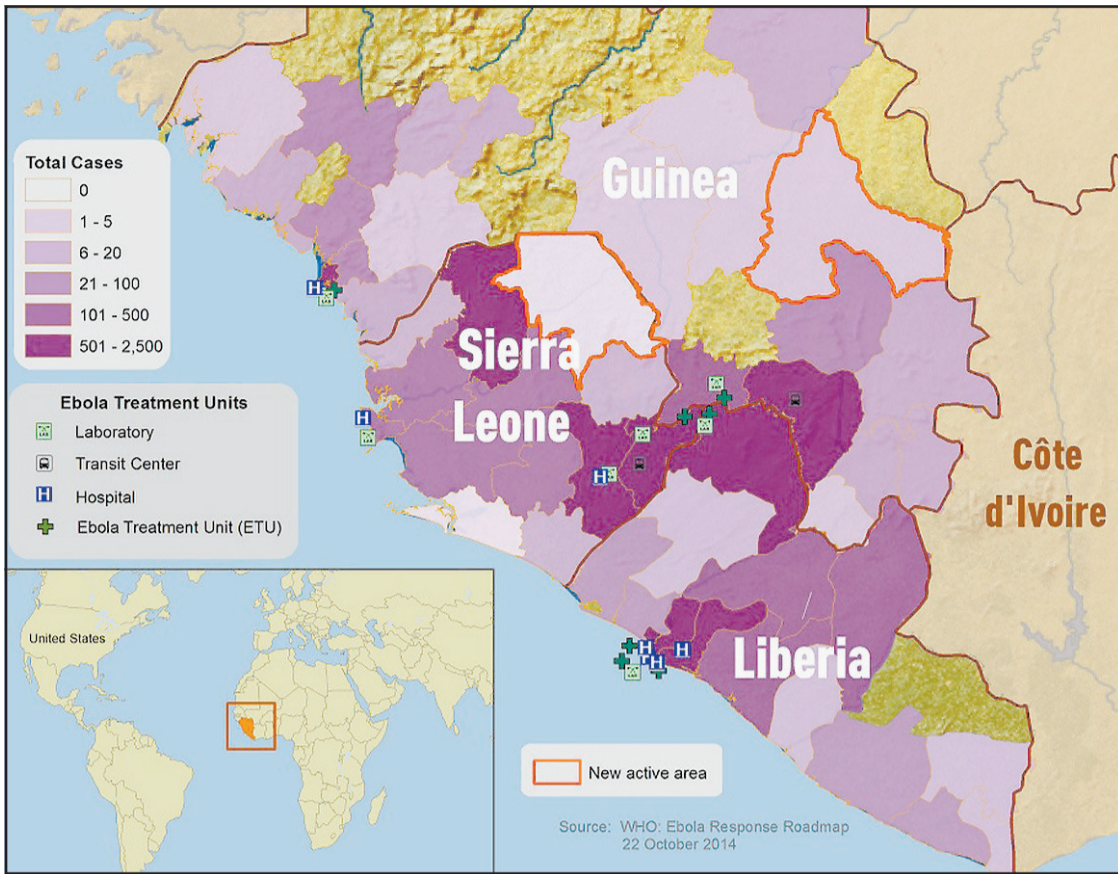 Guinea
Sierra
Leone
Côte
d'Ivoire
Liberia
Total Cases
0
1 - 5
6 - 20
21 - 100
101 - 500
501 - 2,500
Ebola Treatment Units
LAB
Laboratory
Transit Center
H
Hospital
Ebola Treatment Unit (ETU)
United States
New active area
Source: WHO: Ebola Response Roadmap
22 October 2014